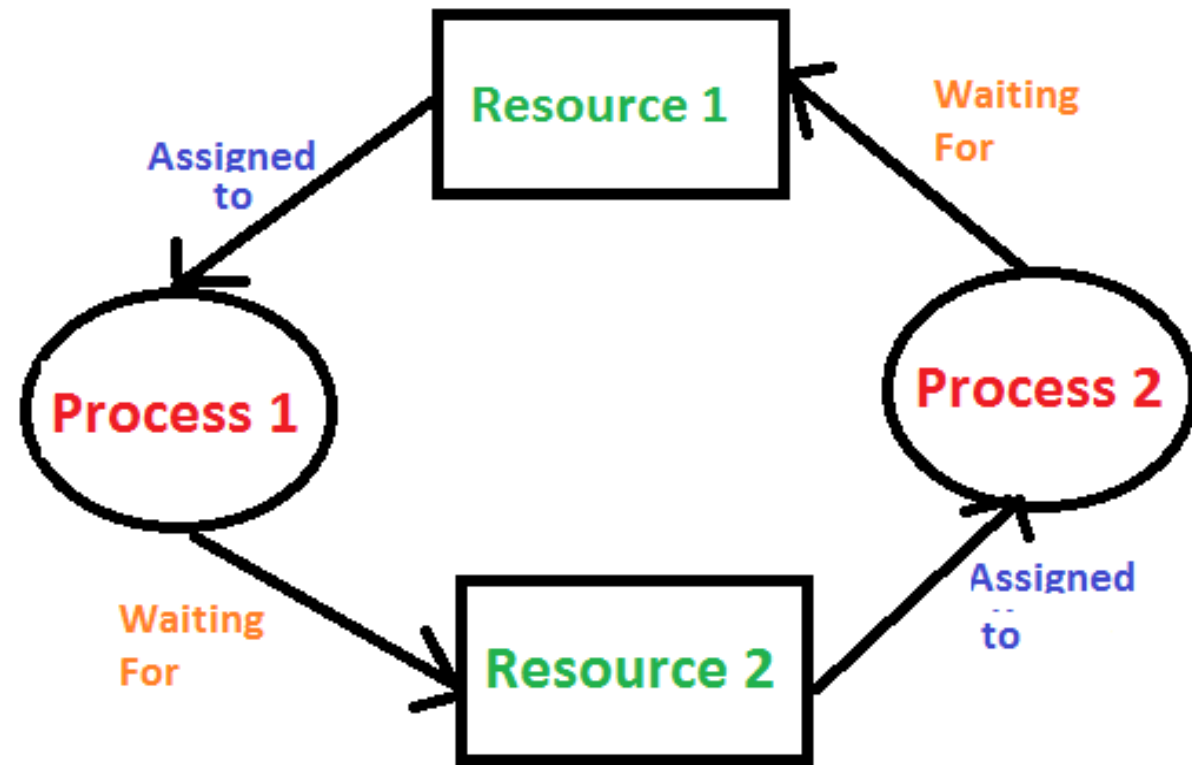 Resource 1
Waiting
For
Assigned
to
Process 1
Process 2
Waiting
For
Resource 2
Assigned
to